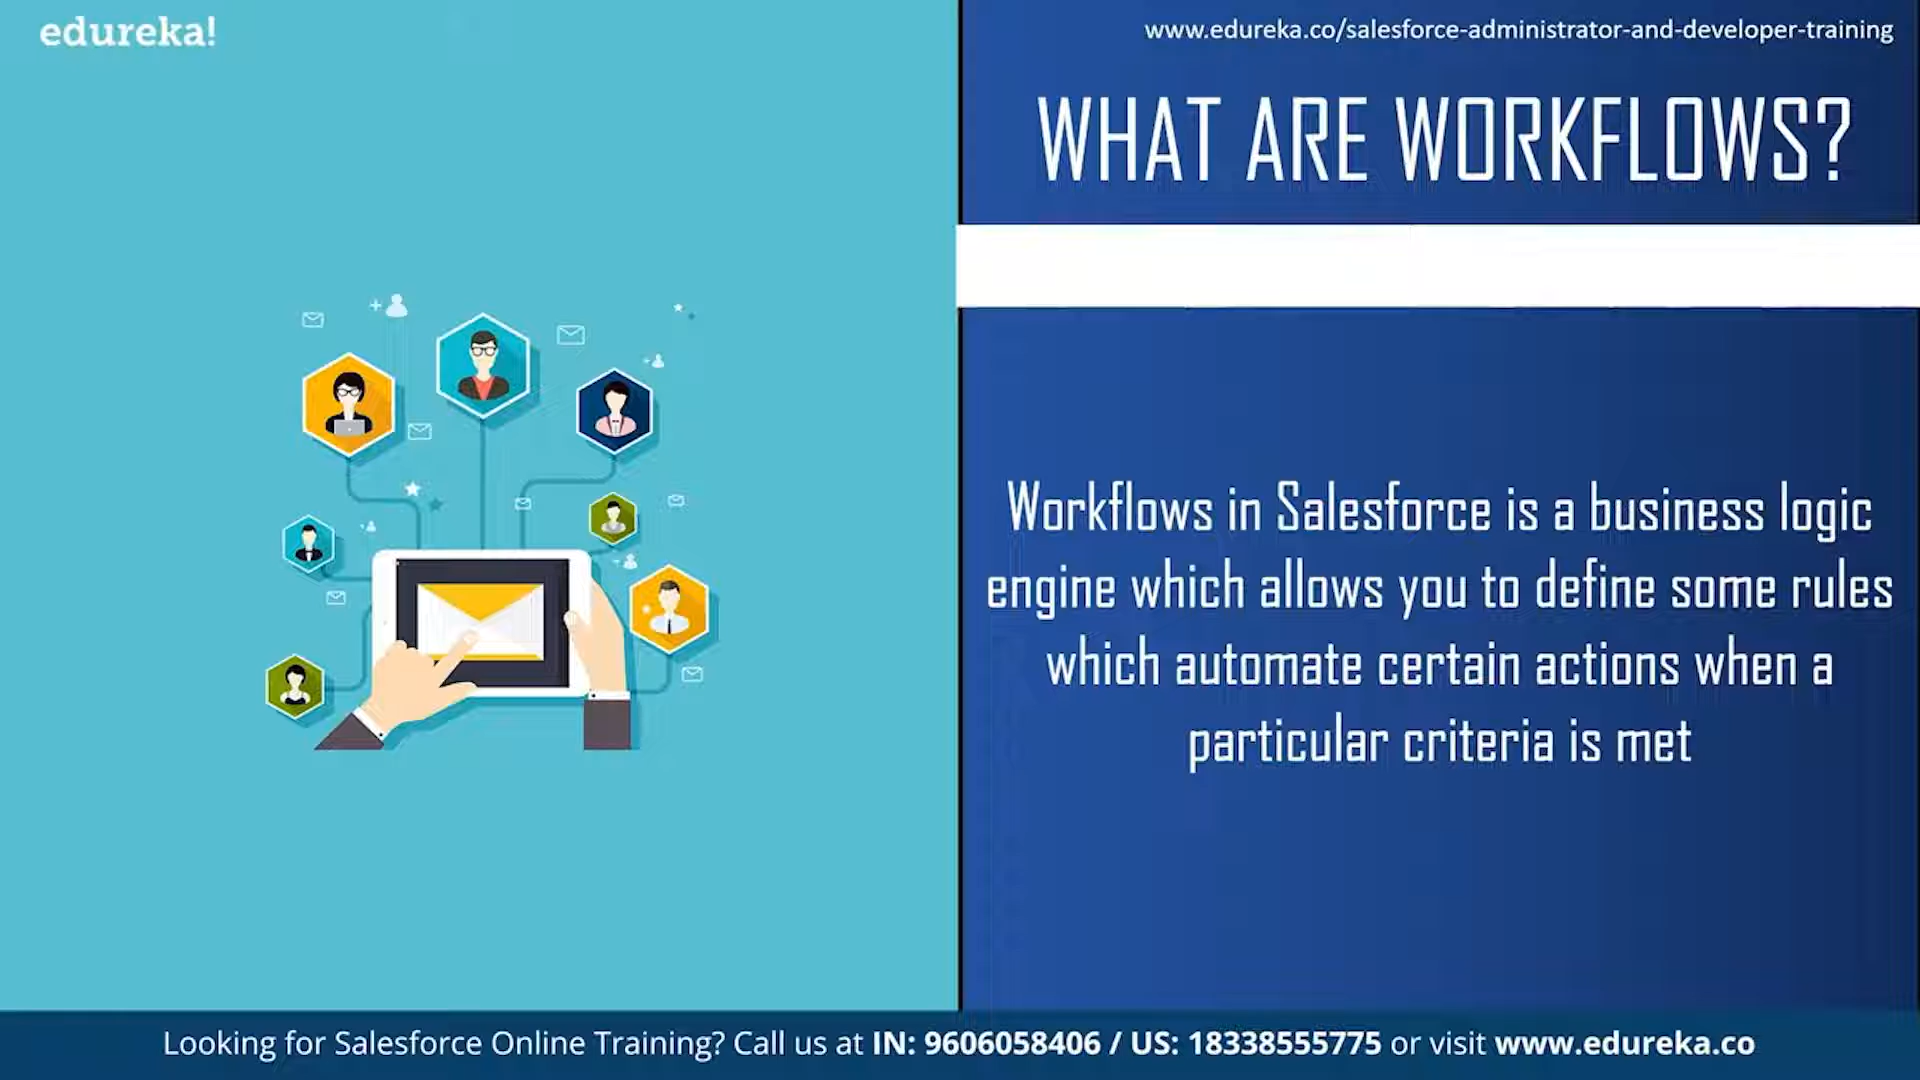 edureka!
www.edureka.co/salesforce-administrator-and-developer-training
WHAT ARE WORKFLOWS?
Workflows in Salesforce is a business logic
engine which allows you to define some rules
which automate certain actions when a
particular criteria is met
Looking for Salesforce Online Training? Call us at IN: 9606058406 / US: 18338555775 or visit www.edureka.co